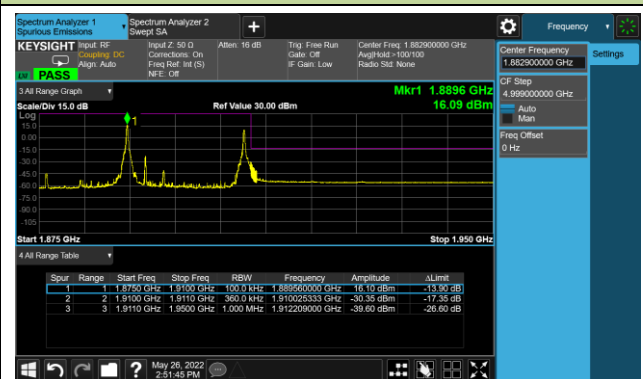 Spectrum Analyzer 1
Spurious Emissions
Spectrum Analyzer 2
Swept SA
+
Frequency
KEYSIGHT
Input: RF
Coupling: DC
Align: Auto
Input Z: 50 Ω
Corrections: On
Freq Ref: Int (S)
NFE: Off
Atten: 16 dB
Trig: Free Run
Gate: Off
IF Gain: Low
Center Freq: 1.882900000 GHz
Avg|Hold:>100/100
Radio Std: None
PASS
Center Frequency
1.882900000 GHz
Settings
CF Step
4.999000000 GHz
Auto
Man
Freq Offset
0 Hz
3 All Range Graph
Mkr1 1.8896 GHz
Scale/Div 15.0 dB
Ref Value 30.00 dBm
16.09 dBm
Log
1
15.0
0.00
-15.0
-30.0
-45.0
-60.0
-75.0
-90.0
-105
Start 1.875 GHz
Stop 1.950 GHz
4 All Range Table
Spur Range Start Freq Stop Freq RBW Frequency Amplitude ΔLimit
1 1 1.8750 GHz 1.9100 GHz 100.0 kHz 1.889560000 GHz 16.10 dBm -13.90 dB
2 2 1.9100 GHz 1.9110 GHz 360.0 kHz 1.910025333 GHz -30.35 dBm -17.35 dB
3 3 1.9110 GHz 1.9500 GHz 1.000 MHz 1.912209000 GHz -39.60 dBm -26.60 dB
?
May 26, 2022
2:51:45 PM